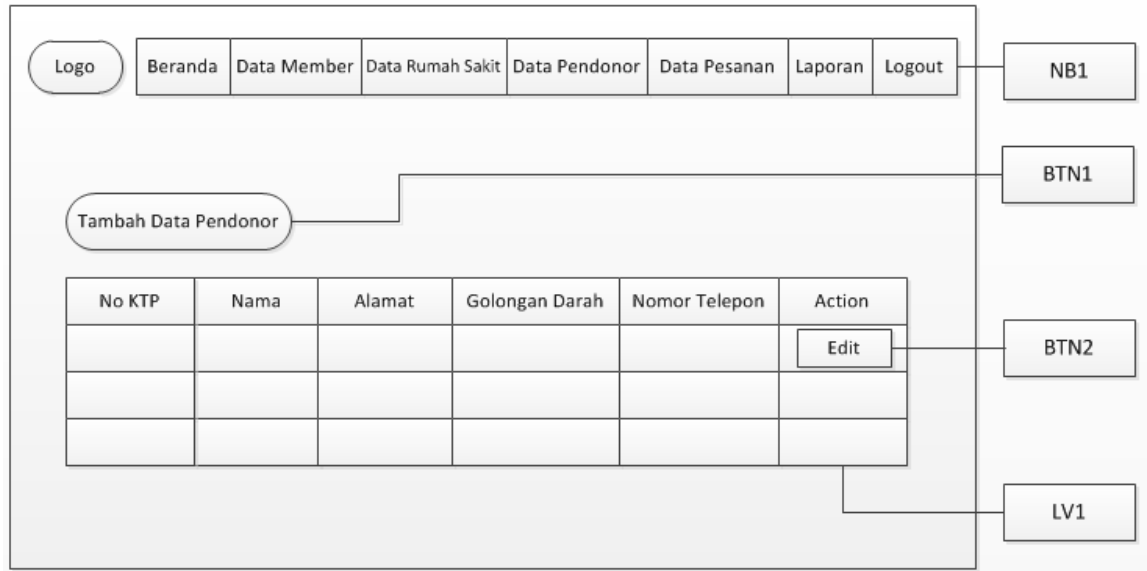 Logo
Beranda
Data Member
Data Rumah Sakit
Data Pendonor
Data Pesanan
Laporan
Logout
NB1
BTN1
Tambah Data Pendonor
No KTP
Nama
Alamat
Golongan Darah
Nomor Telepon
Action
Edit
BTN2
LV1